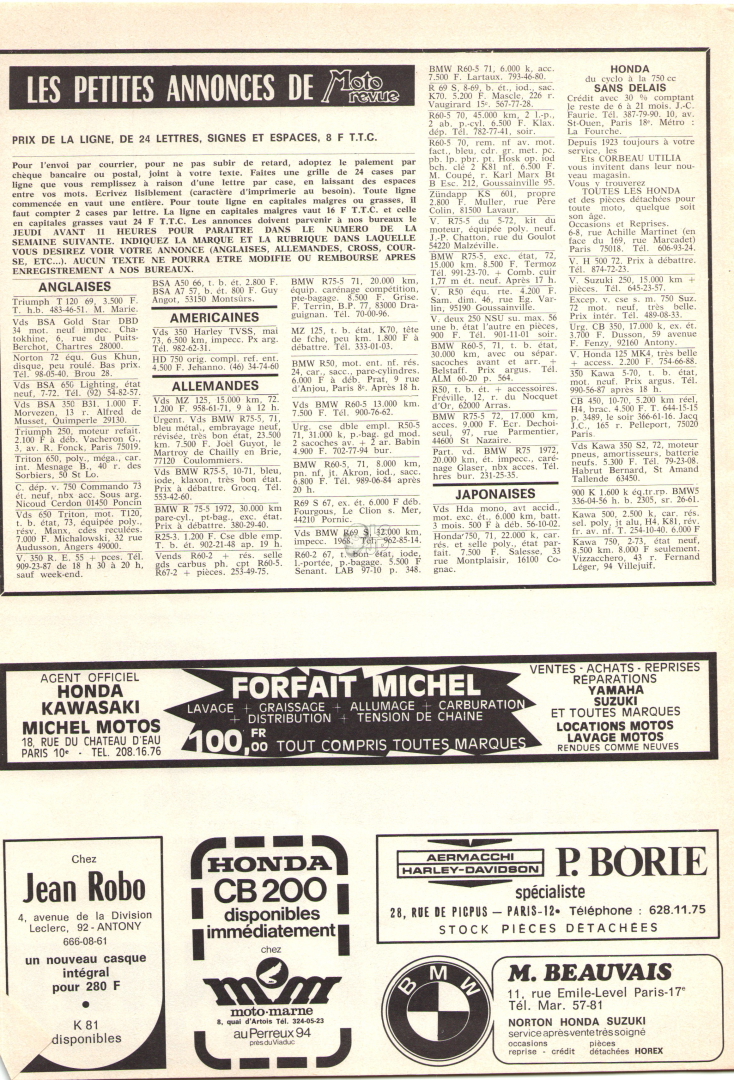 LES PETITES ANNONCES DE Moto revue
PRIX DE LA LIGNE, DE 24 LETTRES, SIGNES ET ESPACES, 8 F T.T.C.
Pour l'envoi par courrier, pour ne pas subir de retard, adoptez le paiement par
chèque bancaire ou postal, joint à votre texte. Faites une grille de 24 cases par
ligne que vous remplissez à raison d'une lettre par case, en laissant des espaces
entre vos mots. Ecrivez lisiblement (caractère d'imprimerie au besoin). Toute ligne
commencée en vaut une entière. Pour toute ligne en capitales maigres ou grasses, il
faut compter 2 cases par lettre. La ligne en capitales maigres vaut 16 F T.T.C. et celle
en capitales grasses vaut 24 F T.T.C. Les annonces doivent parvenir à nos bureaux le
JEUDI AVANT 11 HEURES POUR PARAITRE DANS LE NUMERO DE LA
SEMAINE SUIVANTE. INDIQUEZ LA MARQUE ET LA RUBRIQUE DANS LAQUELLE
VOUS DESIREZ VOIR VOTRE ANNONCE (ANGLAISES, ALLEMANDES, CROSS, COUR-
SE, ETC...). AUCUN TEXTE NE POURRA ETRE MODIFIE OU REMBOURSE APRES
ENREGISTREMENT A NOS BUREAUX.
ANGLAISES
Triumph T 120 69, 3.500 F.
T. h.b. 483-46-51. M. Marie.
Vds BSA Gold Star DBD
34 mot. neuf impec. Cha-
tokhine, 6, rue du Puits-
Berchot, Chartres 28000.
Norton 72 équ. Gus Khun,
disque, peu roulé. Bas prix.
Tél. 98-05-40. Brou 28.
Vds BSA 650 Lighting, état
neuf, 7-72. Tél. (92) 54-82-57.
Vds BSA 350 B31. 1.000 F.
Morvezen, 13 r. Alfred de
Musset, Quimperle 29130.
Triumph 250, moteur refait.
2.100 F à déb. Vacheron G.,
3, av. R. Fonck, Paris 75019.
Triton 650, poly., méga., car.
int. Mesnage B., 40 r. des
Sorbiers, 50 St Lo.
C. dép. v. 750 Commando 73
ét. neuf, nbx acc. Sous arg.
Nicoud Cerdon 01450 Poncin
Vds 650 Triton, mot. T120,
t. b. état, 73, équipée poly.,
résv. Manx, cdes reculées.
7.000 F. Michalowski, 32 rue
Audusson, Angers 49000.
V. 350 R. E. 55 + pces. Tél.
909-23-87 de 18 h 30 à 20 h,
sauf week-end.
BSA A50 66, t. b. ét. 2.800 F.
BSA A7 57, b. ét. 800 F. Guy
Angot, 53150 Montsûrs.
AMERICAINES
Vds 350 Harley TVSS, mai
73, 6.500 km, impecc. Px arg.
Tél. 982-62-31.
HD 750 orig. compl. ref. ent.
4.500 F. Jehanno. (46) 34-74-60
ALLEMANDES
Vds MZ 125, 15.000 km, 72.
1.200 F. 958-61-71, 9 à 12 h.
Urgent. Vds BMW R75-5, 71,
bleu métal., embrayage neuf,
révisée, très bon état, 23.500
km. 7.500 F. Joel Guyot, le
Martroy de Chailly en Brie,
77120 Coulommiers.
Vds BMW R75-5, 10-71, bleu,
iode, klaxon, très bon état.
Prix à débattre. Grocq. Tél.
553-42-60.
BMW R 75-5 1972, 30.000 km
pare-cyl., pt-bag., exc. état.
Prix à débattre. 380-29-40.
R25-3. 1.200 F. Cse dble emp.
T. b. ét. 902-21-48 ap. 19 h.
Vends R60-2 + rés. selle
gds carbus ph. cpt R60-5.
R67-2 + pièces. 253-49-75.
BMW R75-5 71, 20.000 km,
équip. carénage compétition,
pte-bagage. 8.500 F. Grise.
F. Terrin, B.P. 77, 83000 Dra-
guignan. Tél. 70-00-96.
MZ 125, t. b. état, K70, tête
de fche, peu km. 1.800 F à
débattre. Tél. 333-01-03.
BMW R50, mot. ent. nf. rés.
24, car., sacc., pare-cylindres.
6.000 F à déb. Prat, 9 rue
d'Anjou, Paris 8e. Après 18 h.
Vds BMW R60-5 13.000 km.
7.500 F. Tél. 900-76-62.
Urg. cse dble empl. R50-5
71, 31.000 k, p.-bag. gd mod.
2 sacoches av. + 2 ar. Babin
4.900 F. 702-77-94 bur.
BMW R60-5, 71, 8.000 km,
pn. nf, jt. Akron, iod., sacc.
6.800 F. Tél. 989-06-84 après
20 h.
R69 S 67, ex. ét. 6.000 F déb.
Fourgous, Le Clion s. Mer,
44210 Pornic.
Vds BMW R69 S, 32.000 km,
impecc. 1968. Tél. 962-85-14.
R60-2 67, t. bon état, iode,
l.-portée, p.-bagage. 5.500 F
Senant. LAB 97-10 p. 348.
BMW R60-5 71, 6.000 k, acc.
7.500 F. Lartaux. 793-46-80.
R 69 S, 8-69, b. ét., iod., sac.
K70. 5.200 F. Mascle, 226 r.
Vaugirard 15e. 567-77-28.
R60-5 70, 45.000 km, 2 l.-p.,
2 ab. p.-cyl. 6.500 F. Klax.
dép. Tél. 782-77-41, soir.
R60-5 70, rem. nf av. mot.
fact., bleu, cdr. gr. met. pc.
pb. lp. pbr. pt. Hosk op. iod
bch. clé 2 K81 nf. 6.500 F.
M. Coupé, r. Karl Marx Bt
B Esc. 212, Goussainville 95.
Zündapp KS 601, propre
2.800 F. Muller, rue Père
Colin, 81500 Lavaur.
V. R75-5 du 5-72, kit du
moteur, équipée poly. neuf.
J.-P. Chatton, rue du Goulot
54220 Malzéville.
BMW R75-5, exc. état, 72,
15.000 km. 8.500 F. Termoz
Tél. 991-23-70. + Comb. cuir
1,77 m ét. neuf. Après 17 h.
V. R50 équ. rte. 4.200 F.
Sam. dim. 46, rue Eg. Var-
lin, 95190 Goussainville.
V. deux 250 NSU su. max. 56
une b. état l'autre en pièces,
900 F. Tél. 901-11-03 soir.
BMW R60-5, 71, t. b. état,
30.000 km, avec ou sépar.
sacoches avant et arr. +
Belstaff. Prix argus. Tél.
ALM 60-20 p. 564.
R50, t. b. ét. + accessoires.
Fréville, 12, r. du Nocquet
d'Or, 62000 Arras.
BMW R75-5 72, 17.000 km,
acces. 9.000 F. Ecr. Dechoi-
seul, 97, rue Parmentier,
44600 St Nazaire.
Part. vd. BMW R75 1972,
20.000 km, ét. impecc., caré-
nage Glaser, nbx acces. Tél.
hres bur. 231-25-35.
JAPONAISES
Vds Hda mono, avt accid.,
mot. exc. ét., 6.000 km, batt.
3 mois. 500 F à déb. 56-10-02.
Honda 750, 71, 22.000 k, car.
rés. et selle poly., état par-
fait. 7.500 F. Salesse, 33
rue Montplaisir, 16100 Co-
gnac.
HONDA
du cyclo à la 750 cc
SANS DELAIS
Crédit avec 30 % comptant
le reste de 6 à 21 mois. J.-C.
Faurie. Tél. 387-79-90. 10, av.
St-Ouen, Paris 18e. Métro :
La Fourche.
Depuis 1923 toujours à votre
service, les
Ets CORBEAU UTILIA
vous invitent dans leur nou-
veau magasin.
Vous y trouverez
TOUTES LES HONDA
et des pièces détachées pour
toute moto, quelque soit
son âge.
Occasions et Reprises.
6-8, rue Achille Martinet (en
face du 169, rue Marcadet)
Paris 75018. Tél. 606-93-24.
V. H 500 72. Prix à débattre.
Tél. 874-72-23.
V. Suzuki 250, 15.000 km +
pièces. Tél. 645-23-57.
Excep. v. cse s. m. 750 Suz.
72 mot. neuf, très belle.
Prix intér. Tél. 489-08-33.
Urg. CB 350, 17.000 k, ex. ét.
3.700 F. Dusson, 59 avenue
F. Fenzy, 92160 Antony.
V. Honda 125 MK4, très belle
+ access. 2.200 F. 754-66-88.
350 Kawa 5-70, t. b. état,
mot. neuf. Prix argus. Tél.
900-56-87 après 18 h.
CB 450, 10-70, 5.200 km réel,
H4, brac. 4.500 F. T. 644-15-15
p. 3489, le soir 366-61-16. Jacq
J.C., 165 r. Pelleport, 75020
Paris
Vds Kawa 350 S2, 72, moteur
pneus, amortisseurs, batterie
neufs. 5.300 F. Tél. 79-23-08.
Habrut Bernard, St Amand
Tallende 63450.
900 K 1.600 k éq.tr.rp. BMW5
336-04-56 h. b. 2305, sr. 26-61.
Kawa 500, 2.500 k, car. rés.
sel. poly, jt alu, H4, K81, rév.
fr. av. nf. T. 254-10-40. 6.000 F
Kawa 750, 2-73, état neuf,
8.500 km. 8.000 F seulement.
Vizzacchero, 43 r. Fernand
Léger, 94 Villejuif.
AGENT OFFICIEL
HONDA
KAWASAKI
MICHEL MOTOS
18, RUE DU CHATEAU D'EAU
PARIS 10e - TEL. 208.16.76
FORFAIT MICHEL
LAVAGE + GRAISSAGE + ALLUMAGE + CARBURATION
+ DISTRIBUTION + TENSION DE CHAINE
100,FR 00 TOUT COMPRIS TOUTES MARQUES
VENTES - ACHATS - REPRISES
RÉPARATIONS
YAMAHA
SUZUKI
ET TOUTES MARQUES
LOCATIONS MOTOS
LAVAGE MOTOS
RENDUES COMME NEUVES
Chez
Jean Robo
4, avenue de la Division
Leclerc, 92 - ANTONY
666-08-61
un nouveau casque
intégral
pour 280 F
•
K 81
disponibles
HONDA
CB 200
disponibles
immédiatement
chez
mm
moto-marne
8, quai d'Artois Tél. 324-05-23
au Perreux 94
près du Viaduc
AERMACCHI
HARLEY-DAVIDSON
P. BORIE
spécialiste
28, RUE DE PICPUS — PARIS-12e Téléphone : 628.11.75
STOCK PIECES DÉTACHÉES
BMW
M. BEAUVAIS
11, rue Emile-Level Paris-17e
Tél. Mar. 57-81
NORTON HONDA SUZUKI
service après vente très soigné
occasions pièces
reprise - crédit détachées HOREX